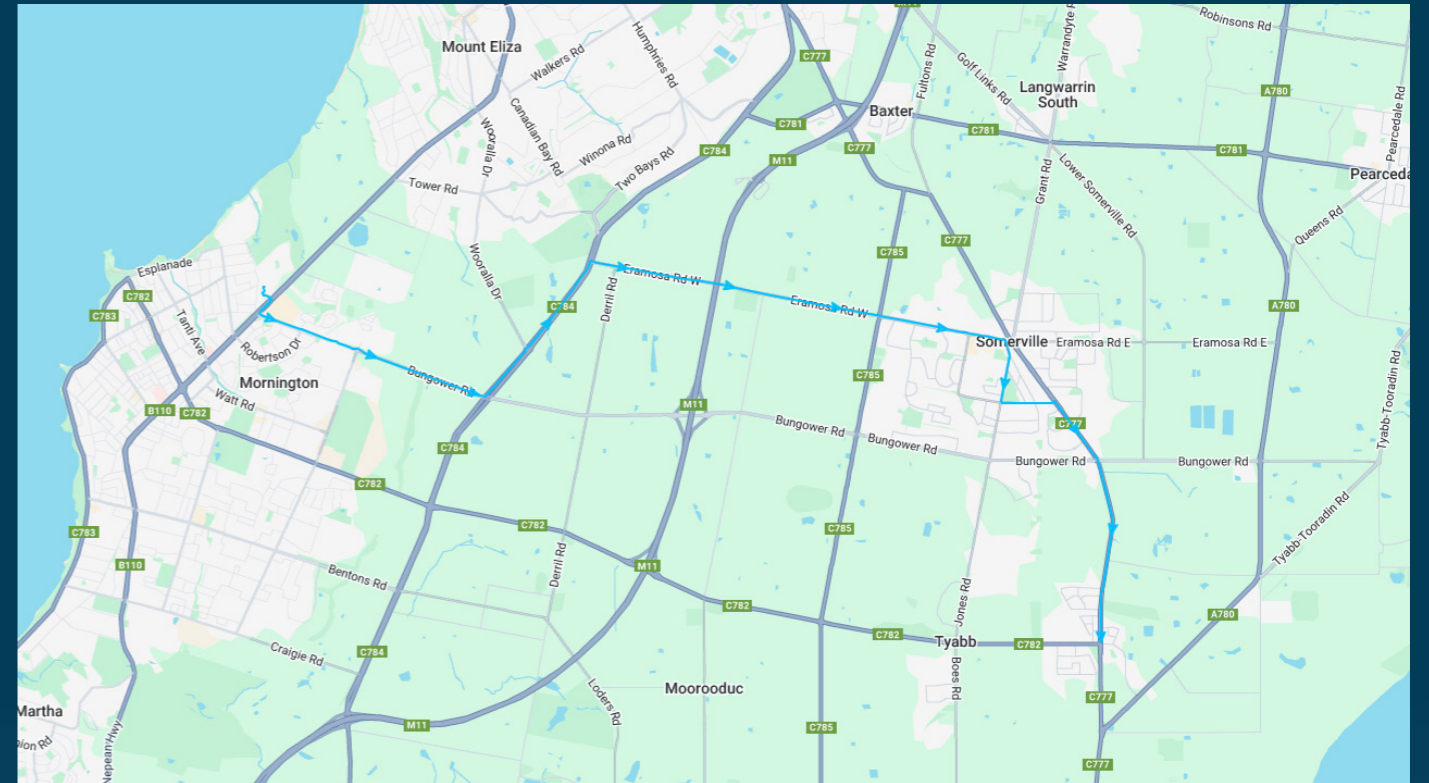 Robinsons Rd
Mount Eliza
Walkers Rd
Humphries Rd
C777
Fultons Rd
Golf Links Rd
Warrandyte R
Langwarrin
South
A780
Pearcedale Rd
Baxter
Wooralla Dr
Canadian Bay Rd
Winona Rd
C781
C781
C784
C777
C781
M11
Two Bays Rd
Tower Rd
Grant Rd
Lower Somerville Rd
Pearceda
Queens Rd
C785
C777
Wooralla Dr
Esplanade
C782
C783
Tanti Ave
Derril Rd
Eramosa Rd W
C784
Eramosa Rd W
A780
Robertson Dr
Somerville
Eramosa Rd E
Eramosa Rd E
Mornington
Bungower Rd
C785
Tyabb-Tooradin Rd
Watt Rd
B110
C782
M11
C777
Bungower Rd
Bungower Rd
C784
Bungower Rd
Bungower Rd
C782
C783
C782
C785
Tyabb-Tooradin Rd
B110
Derril Rd
M11
Bentons Rd
Jones Rd
C782
A780
C782
Tyabb
C782
Craigie Rd
C784
Boes Rd
Loders Rd
Moorooduc
C777
Martha
M11
C785
Nepean Hwy
C777